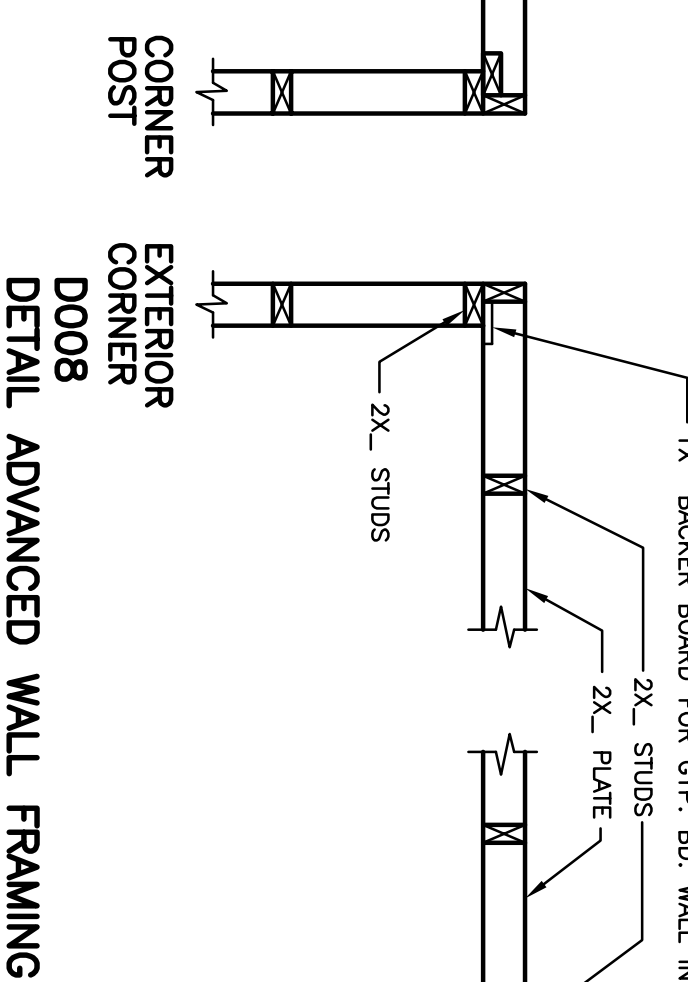 1X BACKER BOARD FOR GYP. BD. WALL IN
2X_ STUDS
2X_ PLATE
2X_ STUDS
CORNER
POST
EXTERIOR
CORNER
D008
DETAIL ADVANCED WALL FRAMING